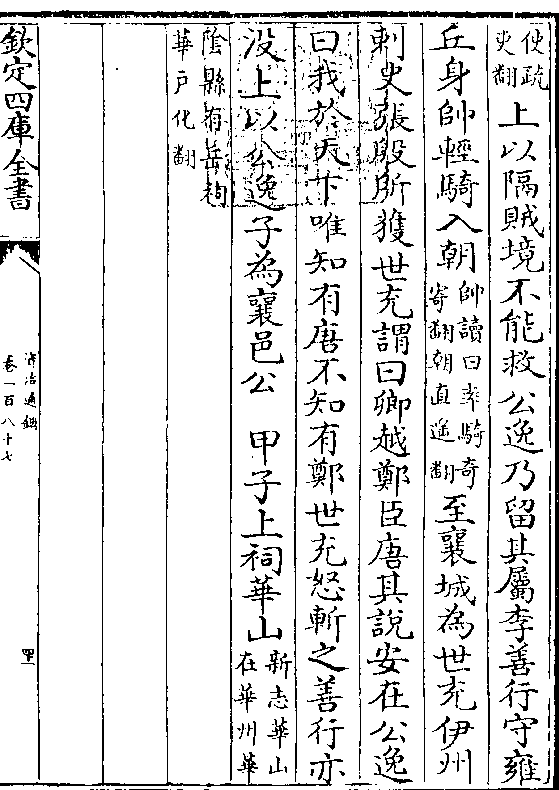 使疏吏翻上以隔賊境不能救公逸乃留其屬李善行守雍
丘身帥輕騎入朝帥讀曰率騎奇寄翻朝直遥翻至襄城為世充伊州
刺史張殷所獲世充謂曰卿越鄭臣唐其説安在公逸
曰我於天下唯知有唐不知有鄭世充怒斬之善行亦
没上以公逸子為襄邑公 甲子上祠華山新志華山在華州華
隂縣有岳祠華户化翻
欽定四庫全書
資治通鑑
卷一百八十七